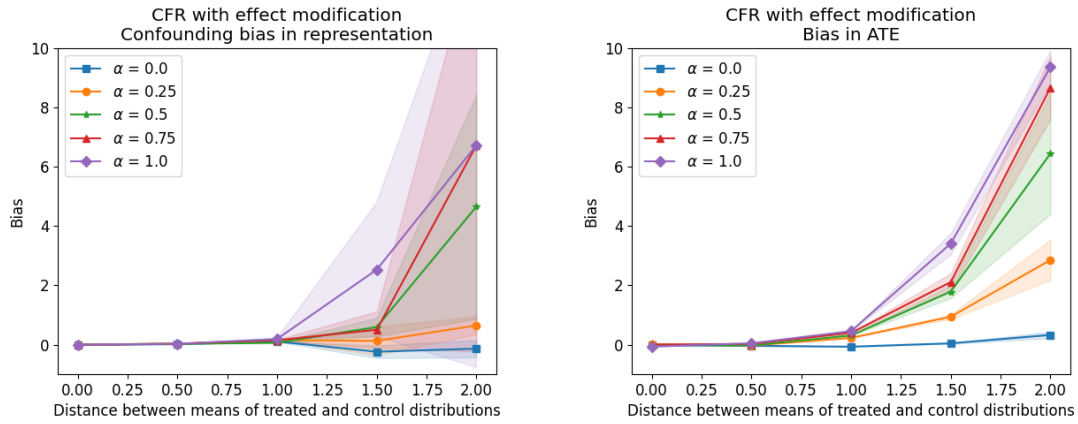 CFR with effect modification
Confounding bias in representation
10
8
6
4
2
0
Bias
α = 0.0
α = 0.25
α = 0.5
α = 0.75
α = 1.0
0.00 0.25 0.50 0.75 1.00 1.25 1.50 1.75 2.00
Distance between means of treated and control distributions
CFR with effect modification
Bias in ATE
10
8
6
4
2
0
Bias
α = 0.0
α = 0.25
α = 0.5
α = 0.75
α = 1.0
0.00 0.25 0.50 0.75 1.00 1.25 1.50 1.75 2.00
Distance between means of treated and control distributions